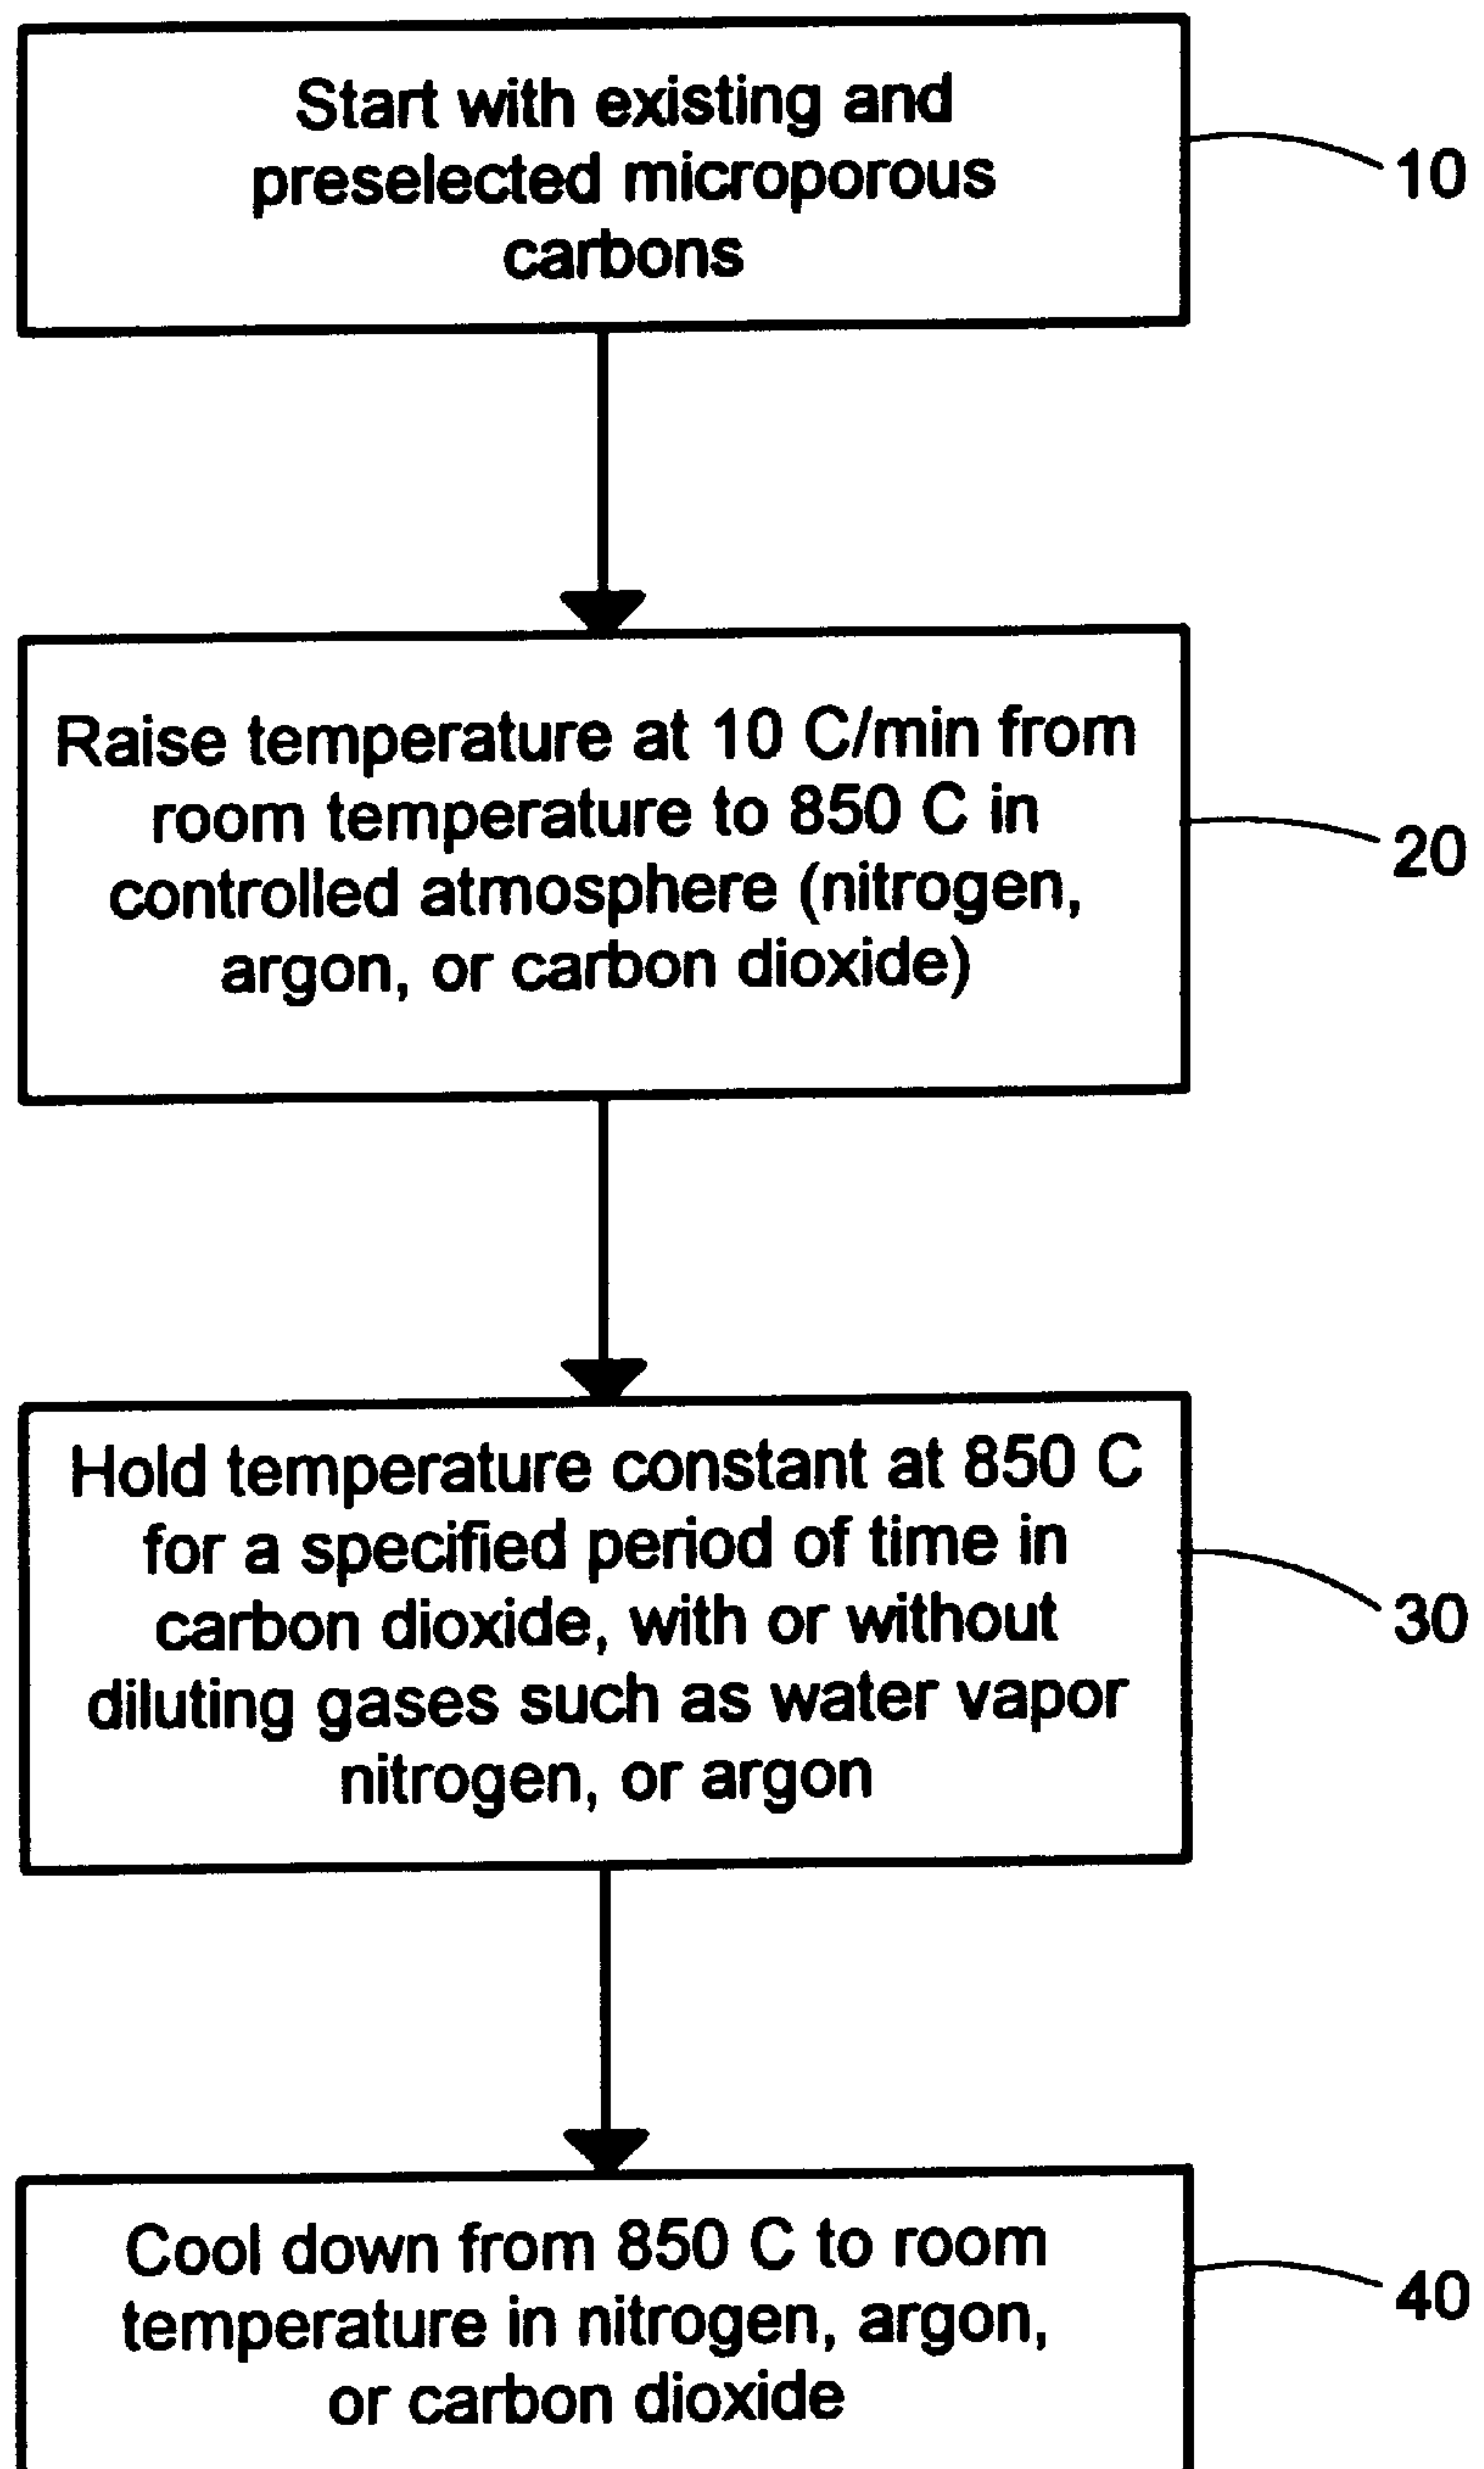 Start with existing and
preselected microporous
carbons
10
Raise temperature at 10 C/min from
room temperature to 850 C in
controlled atmosphere (nitrogen,
argon, or carbon dioxide)
20
Hold temperature constant at 850 C
for a specified period of time in
carbon dioxide, with or without
diluting gases such as water vapor
nitrogen, or argon
30
Cool down from 850 C to room
temperature in nitrogen, argon,
or carbon dioxide
40